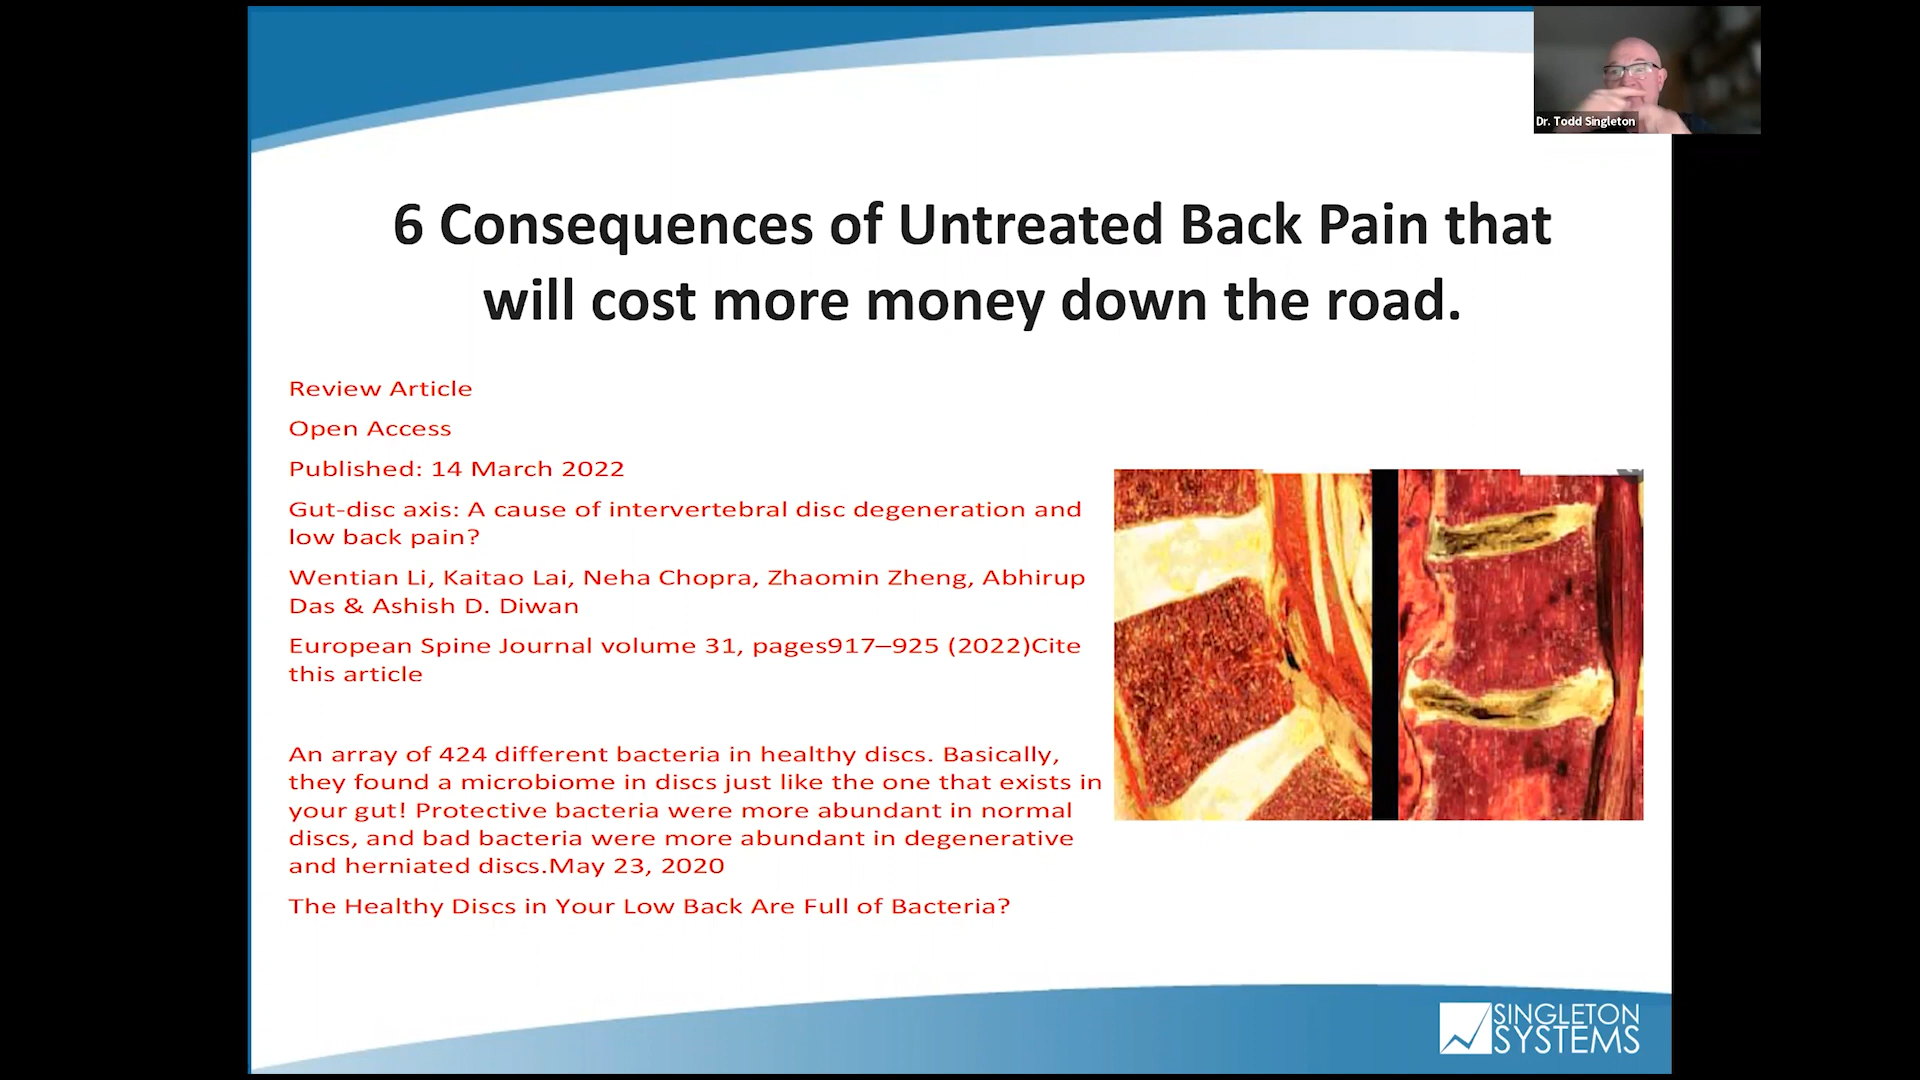 Dr. Todd Singleton
6 Consequences of Untreated Back Pain that
will cost more money down the road.
Review Article
Open Access
Published: 14 March 2022
Gut-disc axis: A cause of intervertebral disc degeneration and
low back pain?
Wentian Li, Kaitao Lai, Neha Chopra, Zhaomin Zheng, Abhirup
Das & Ashish D. Diwan
European Spine Journal volume 31, pages917–925 (2022)Cite
this article
An array of 424 different bacteria in healthy discs. Basically,
they found a microbiome in discs just like the one that exists in
your gut! Protective bacteria were more abundant in normal
discs, and bad bacteria were more abundant in degenerative
and herniated discs.May 23, 2020
The Healthy Discs in Your Low Back Are Full of Bacteria?
SINGLETON
SYSTEMS